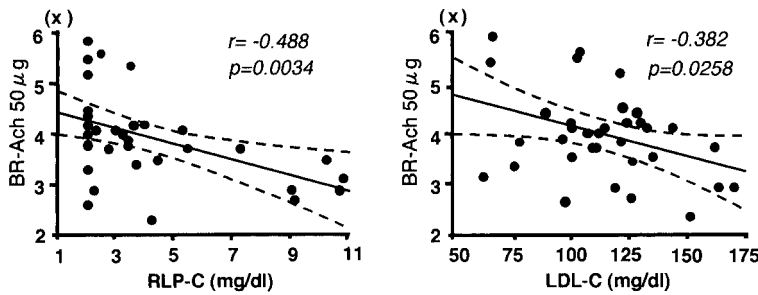 (x)
6
5
4
3
2
BR-Ach 50 µg
r= -0.488
p=0.0034
1 3 5 7 9 11
RLP-C (mg/dl)
(x)
6
5
4
3
2
BR-Ach 50 µg
r= -0.382
p=0.0258
50 75 100 125 150 175
LDL-C (mg/dl)